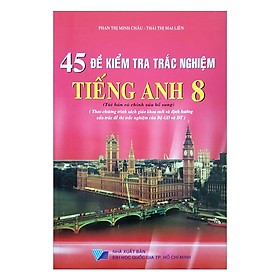 PHAN THỊ MINH CHÂU - THÁI THỊ MAI LIÊN
45 ĐỀ KIỂM TRA TRẮC NGHIỆM
TIẾNG ANH 8
(Tái bản có chỉnh sửa bổ sung)
( Theo chương trình sách giáo khoa mới và định hướng
cấu trúc đề thi trắc nghiệm của Bộ GD và ĐT )
NHÀ XUẤT BẢN
ĐẠI HỌC QUỐC GIA TP. HỒ CHÍ MINH